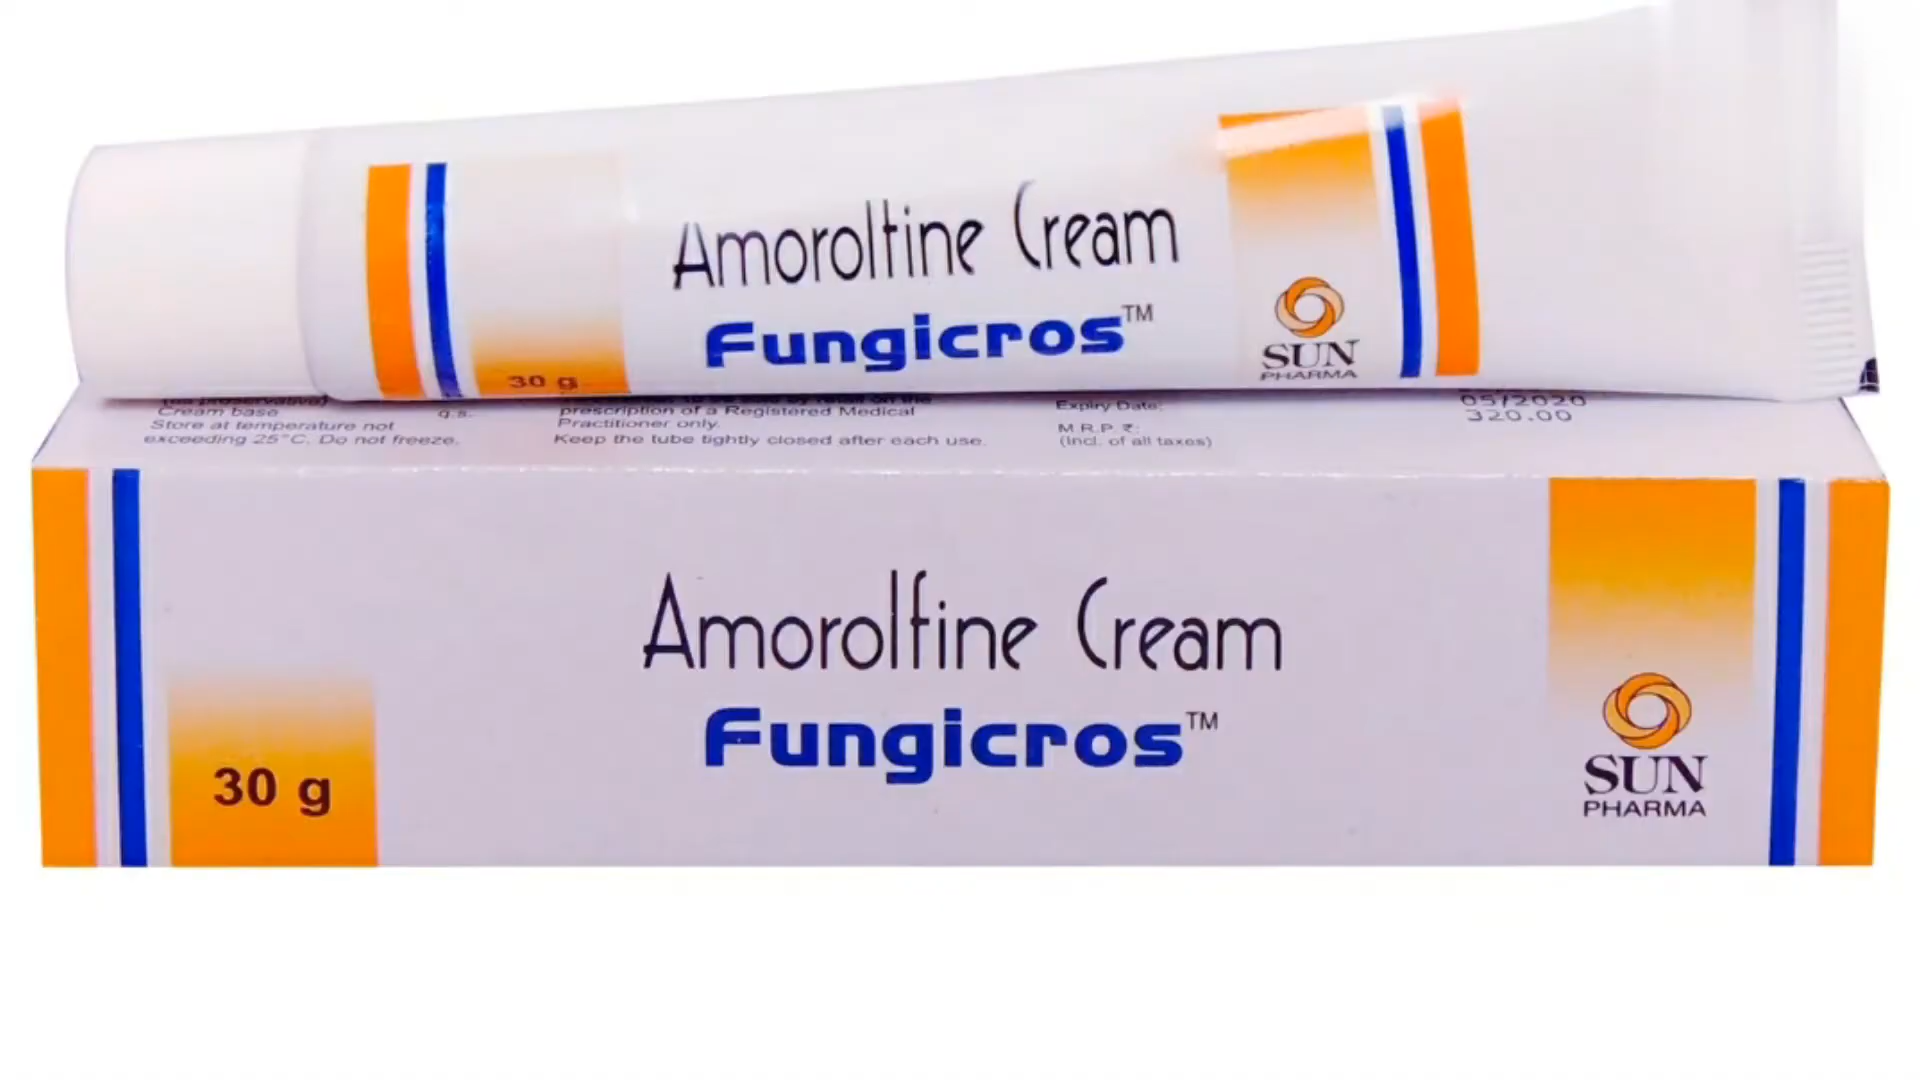 Amorolfine Cream
Fungicros™
30 g
SUN
PHARMA
(as preservative)
Cream base q.s.
Store at temperature not
exceeding 25°C. Do not freeze.
prescription of a Registered Medical
Practitioner only.
Keep the tube tightly closed after each use.
Expiry Date: 05/2020
M.R.P. ₹: 320.00
(Incl. of all taxes)
Amorolfine Cream
Fungicros™
30 g
SUN
PHARMA